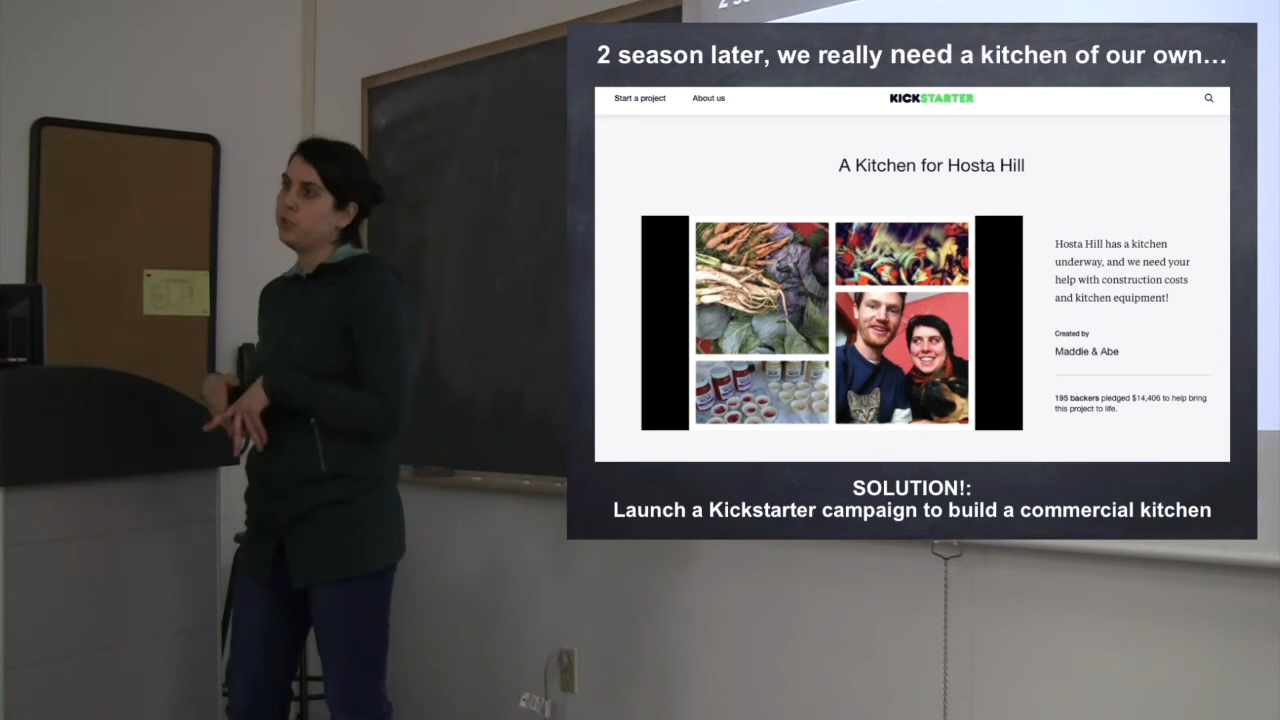 2 season later, we really need a kitchen of our own...
Start a project
About us
KICKSTARTER
A Kitchen for Hosta Hill
Hosta Hill has a kitchen
underway, and we need your
help with construction costs
and kitchen equipment!
Created by
Maddie & Abe
195 backers pledged $14,406 to help bring
this project to life.
SOLUTION!:
Launch a Kickstarter campaign to build a commercial kitchen